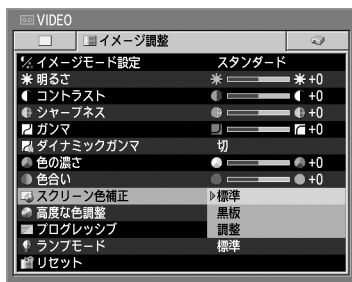 VIDEO
イメージ調整
イメージモード設定 スタンダード
明るさ +0
コントラスト +0
シャープネス +0
ガンマ +0
ダイナミックガンマ 切
色の濃さ +0
色合い +0
スクリーン色補正 標準
高度な色調整 黒板
プログレッシブ 調整
ランプモード 標準
リセット